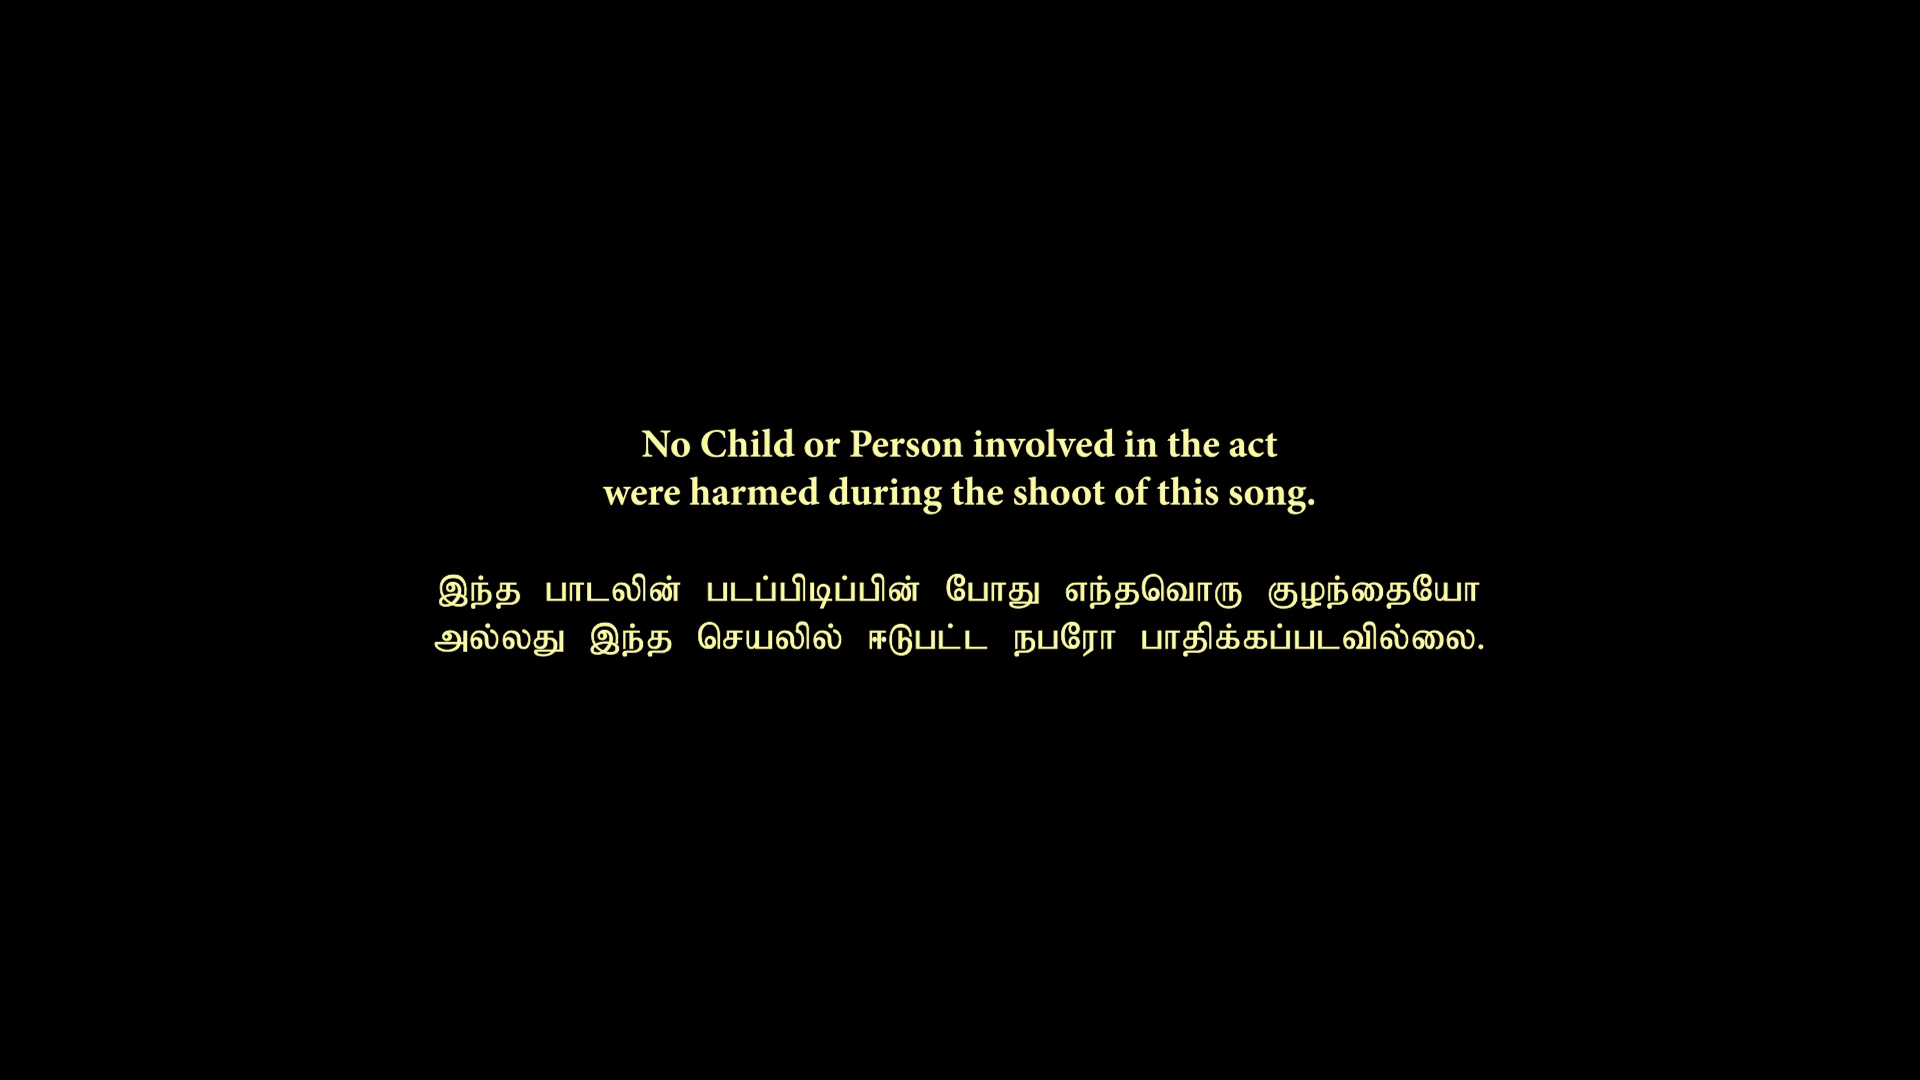 No Child or Person involved in the act
were harmed during the shoot of this song.
இந்த பாடலின் படப்பிடிப்பின் போது எந்தவொரு குழந்தையோ
அல்லது இந்த செயலில் ஈடுபட்ட நபரோ பாதிக்கப்படவில்லை.